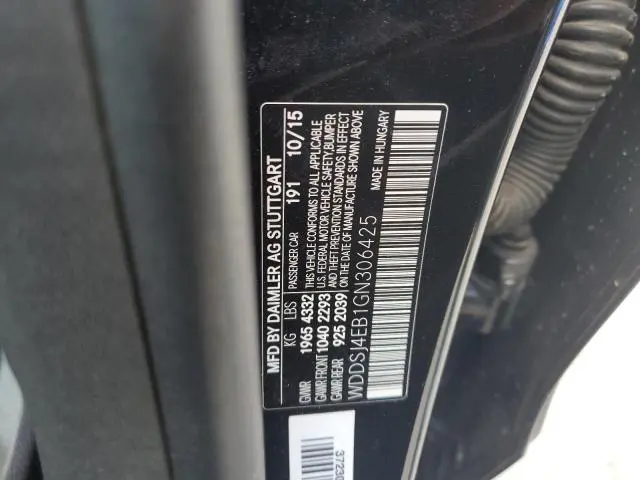 MFD BY DAIMLER AG STUTTGART
PASSENGER CAR 191 10/15
KG LBS
GVWR 1965 4332
GAWR FRONT 1040 2293
GAWR REAR 925 2039
THIS VEHICLE CONFORMS TO ALL APPLICABLE
U.S. FEDERAL MOTOR VEHICLE SAFETY, BUMPER
AND THEFT PREVENTION STANDARDS IN EFFECT
ON THE DATE OF MANUFACTURE SHOWN ABOVE
WDDSJ4EB1GN306425
MADE IN HUNGARY